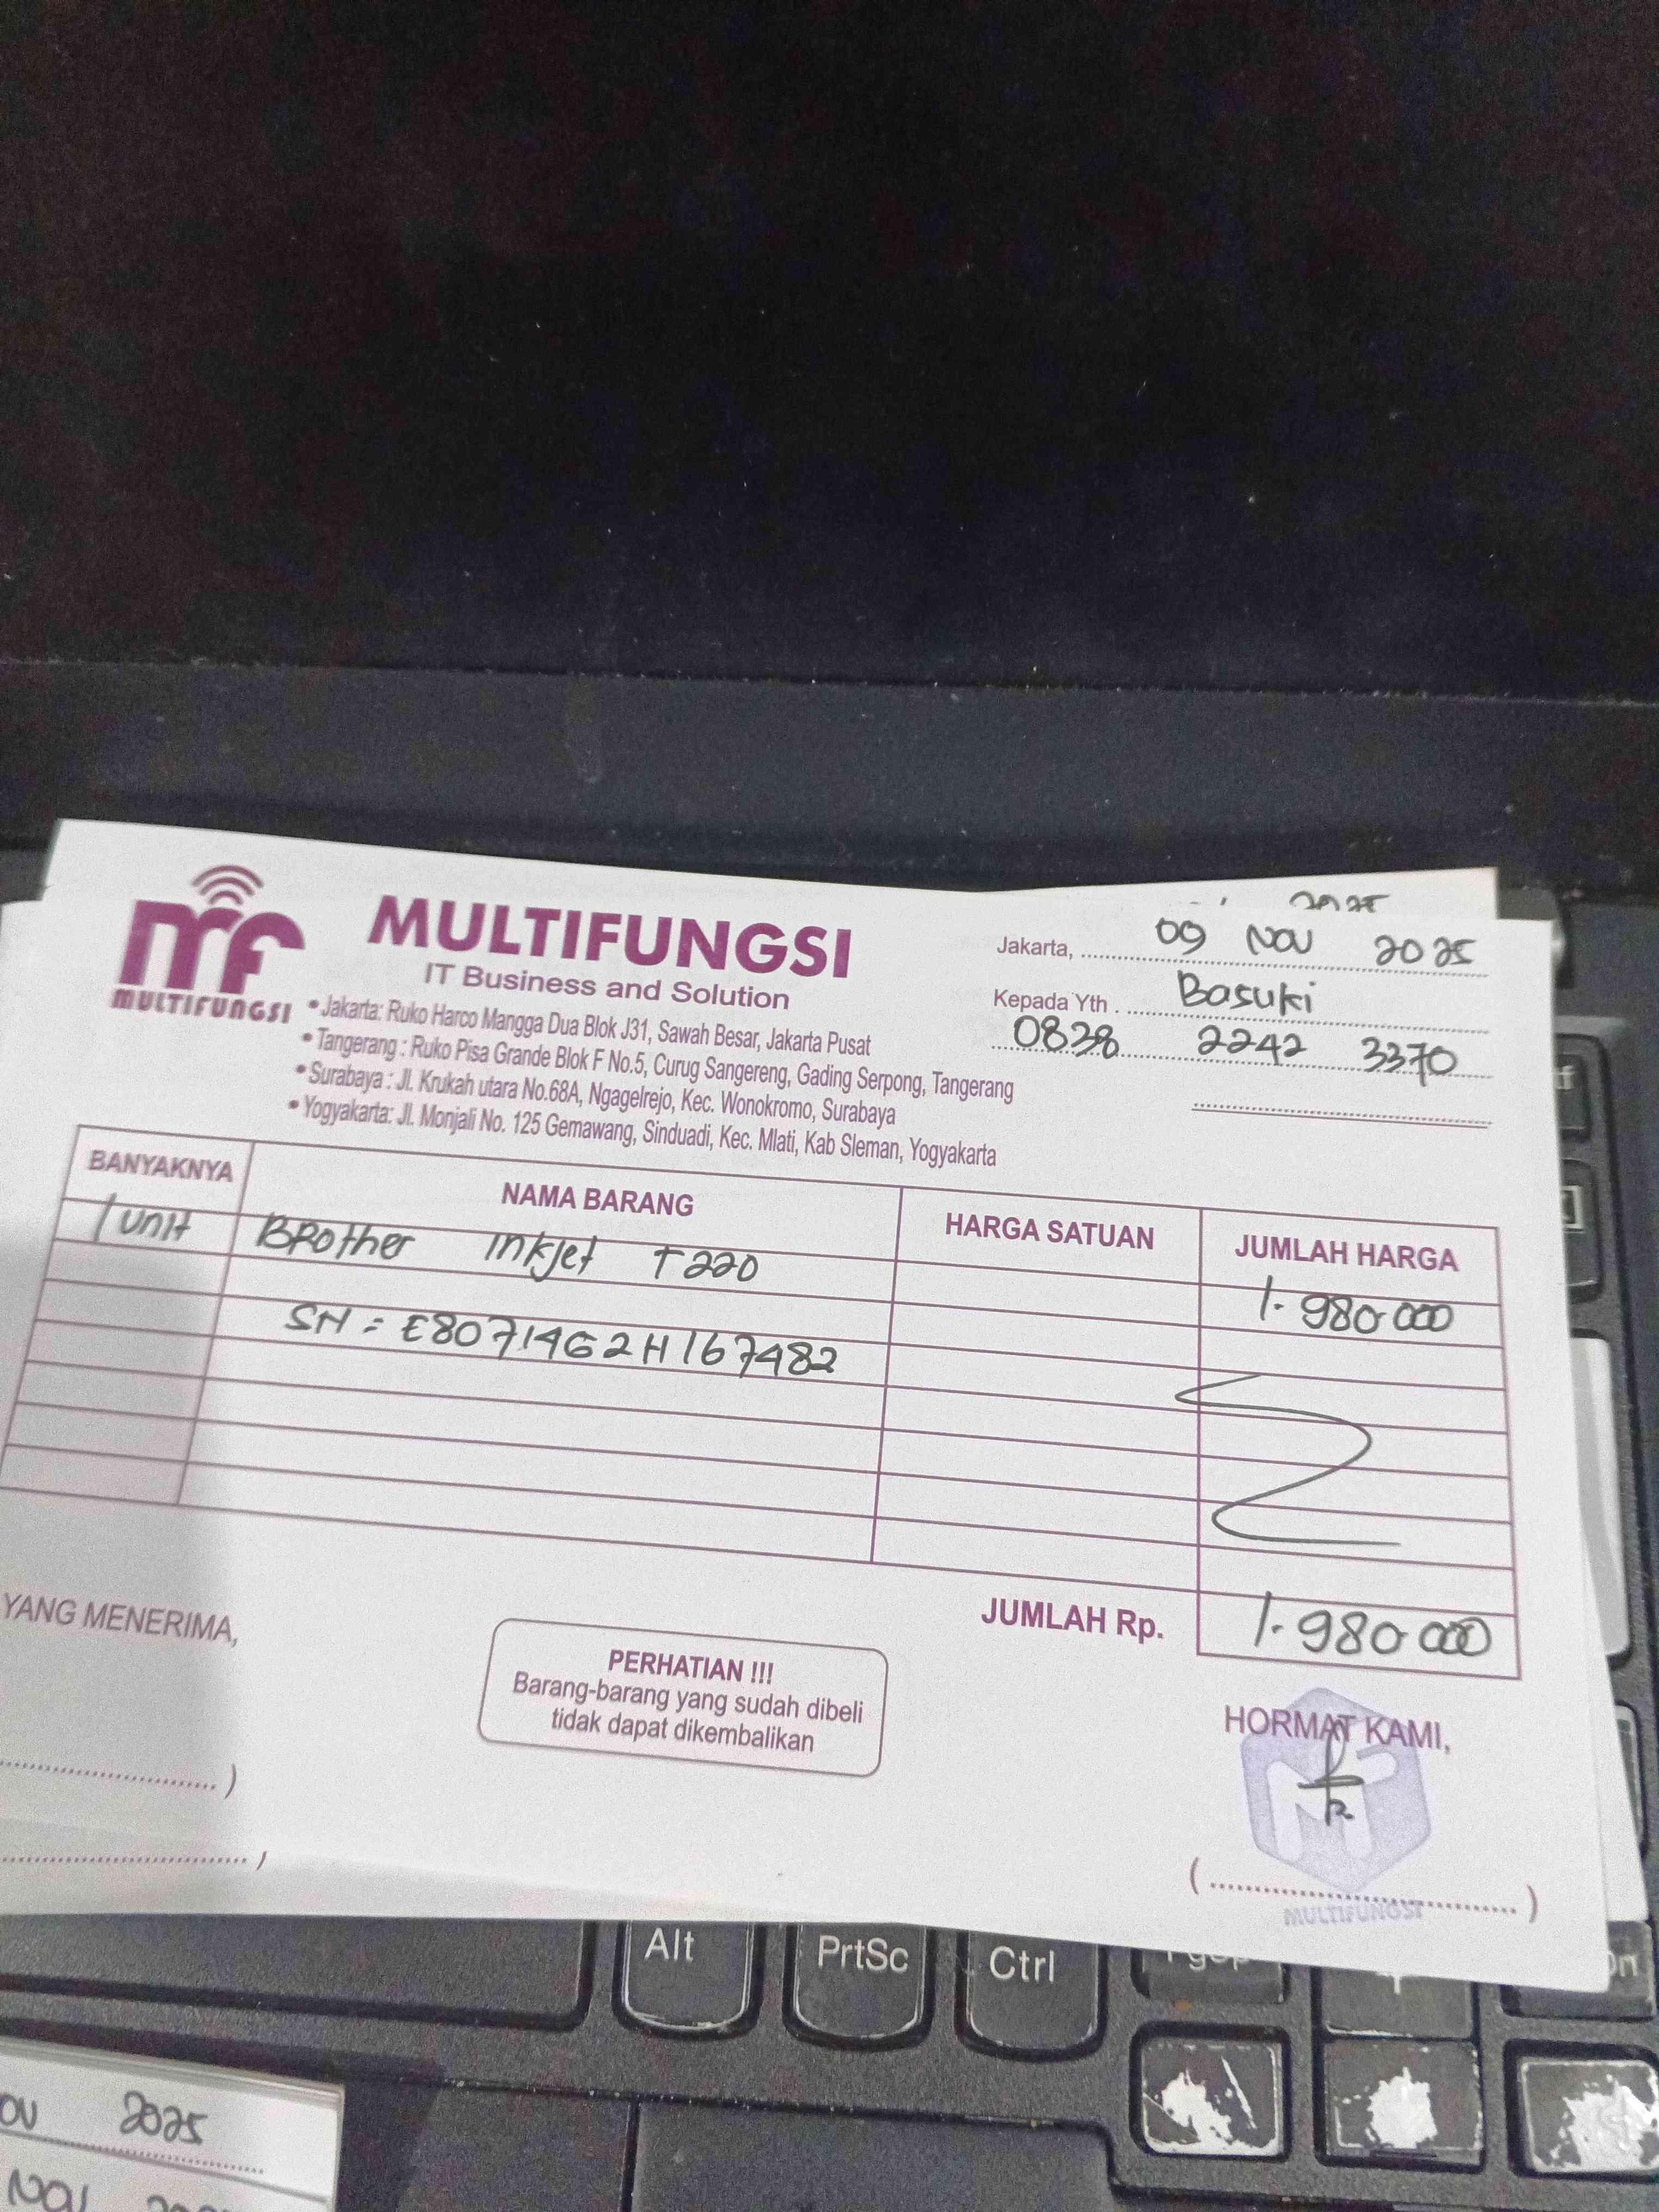 2025
MULTIFUNGSI
MULTIFUNGSI
IT Business and Solution
• Jakarta: Ruko Harco Mangga Dua Blok J31, Sawah Besar, Jakarta Pusat
• Tangerang : Ruko Pisa Grande Blok F No.5, Curug Sangereng, Gading Serpong, Tangerang
• Surabaya : Jl. Krukah utara No.68A, Ngagelrejo, Kec. Wonokromo, Surabaya
• Yogyakarta: Jl. Monjali No. 125 Gemawang, Sinduadi, Kec. Mlati, Kab Sleman, Yogyakarta
Jakarta, 09 NOV 2025
Kepada Yth . Basuki
0838 2242 3370
BANYAKNYA NAMA BARANG HARGA SATUAN JUMLAH HARGA
1 unit Brother inkjet T220 1.980.000
SN = E80714G2H167482
JUMLAH Rp. 1.980.000
YANG MENERIMA,
PERHATIAN !!!
Barang-barang yang sudah dibeli
tidak dapat dikembalikan
HORMAT KAMI,
MF
MULTIFUNGSI
Alt PrtSc Ctrl PgUp
2025
NOV